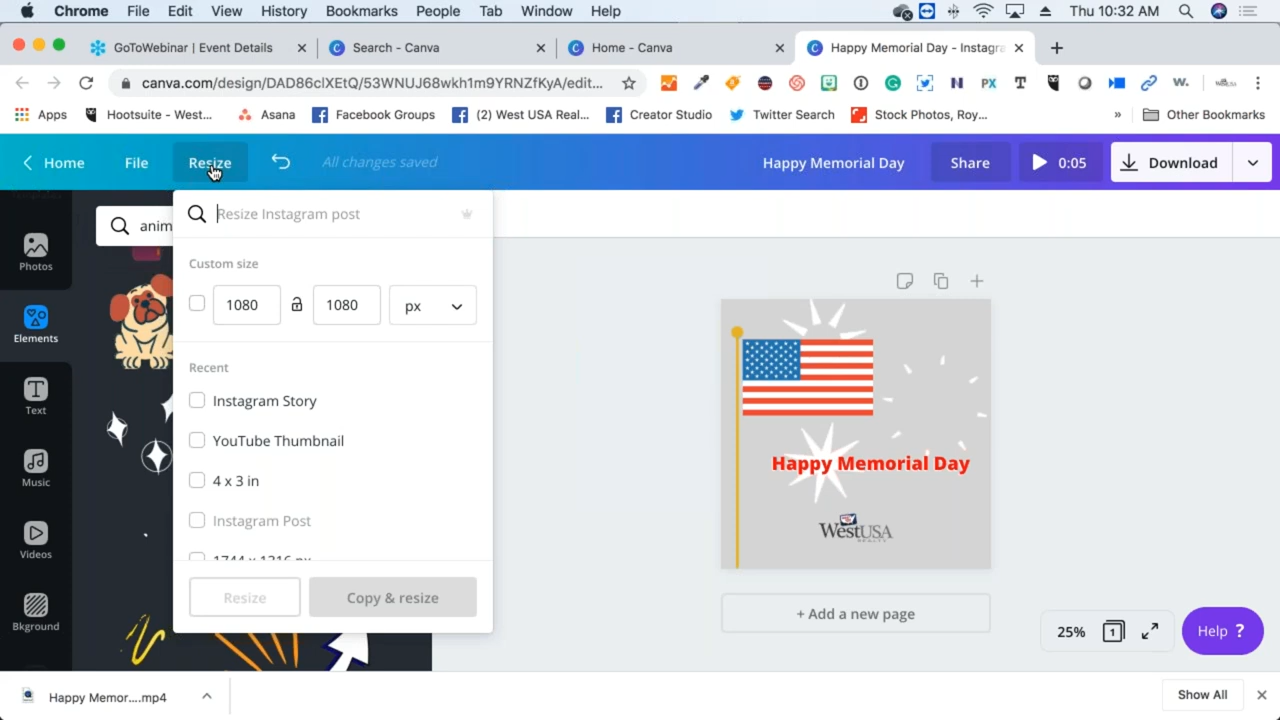 Chrome File Edit View History Bookmarks People Tab Window Help Thu 10:32 AM
GoToWebinar | Event Details Search - Canva Home - Canva Happy Memorial Day - Instagra
canva.com/design/DAD86clXEtQ/53WNUJ68wkh1m9YRNZfKyA/edit...
Apps Hootsuite - West... Asana Facebook Groups (2) West USA Real... Creator Studio Twitter Search Stock Photos, Roy... » Other Bookmarks
Home File Resize All changes saved Happy Memorial Day Share 0:05 Download
Photos
Elements
Text
Music
Videos
Bkground
anim
Resize Instagram post
Custom size
1080 1080 px
Recent
Instagram Story
YouTube Thumbnail
4 x 3 in
Instagram Post
Resize Copy & resize
Happy Memorial Day
WestUSA
REALTY
+ Add a new page
25% 1 Help ?
Happy Memor....mp4 Show All